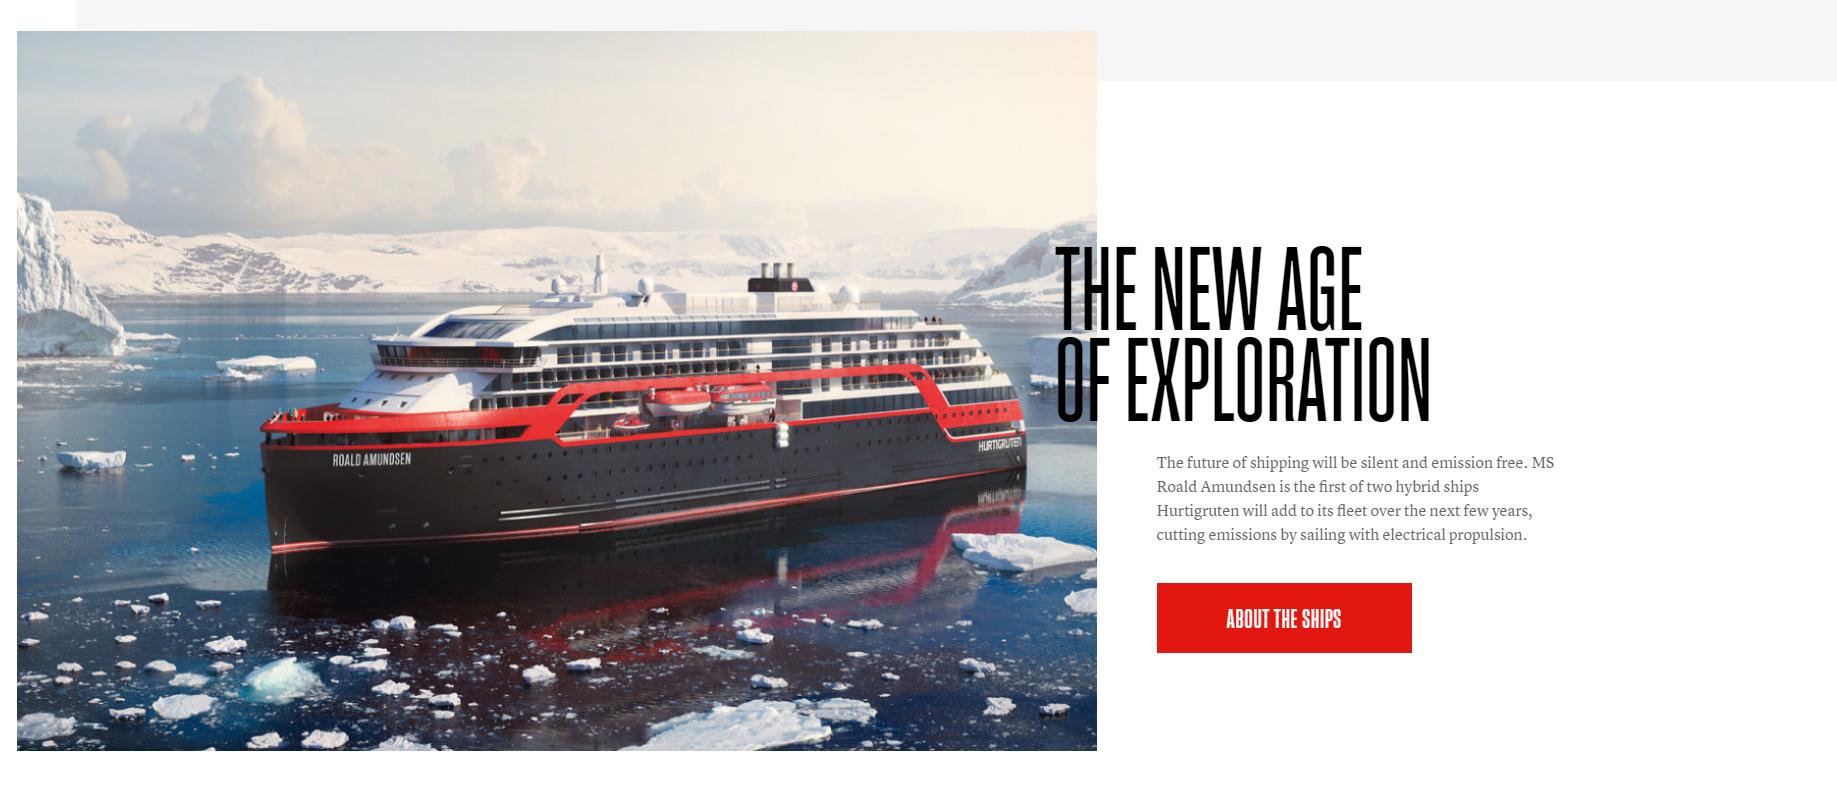 THE NEW AGE
OF EXPLORATION
ROALD AMUNDSEN
HURTIGRUTEN
The future of shipping will be silent and emission free. MS
Roald Amundsen is the first of two hybrid ships
Hurtigruten will add to its fleet over the next few years,
cutting emissions by sailing with electrical propulsion.
ABOUT THE SHIPS